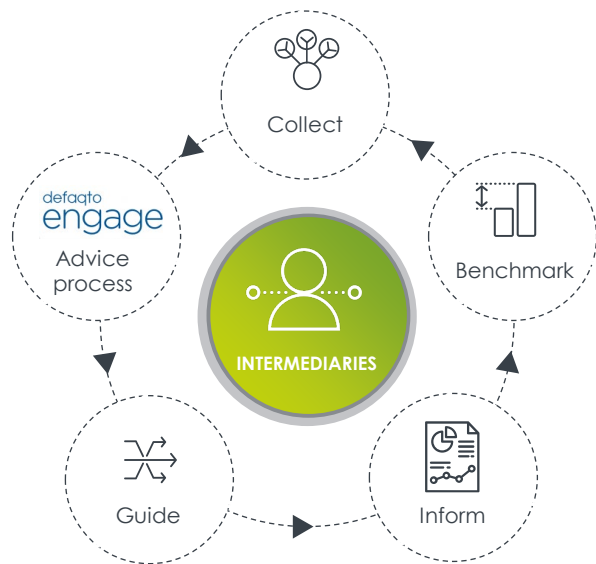 Collect
defaqto
engage
Advice
process
Benchmark
INTERMEDIARIES
Guide
Inform